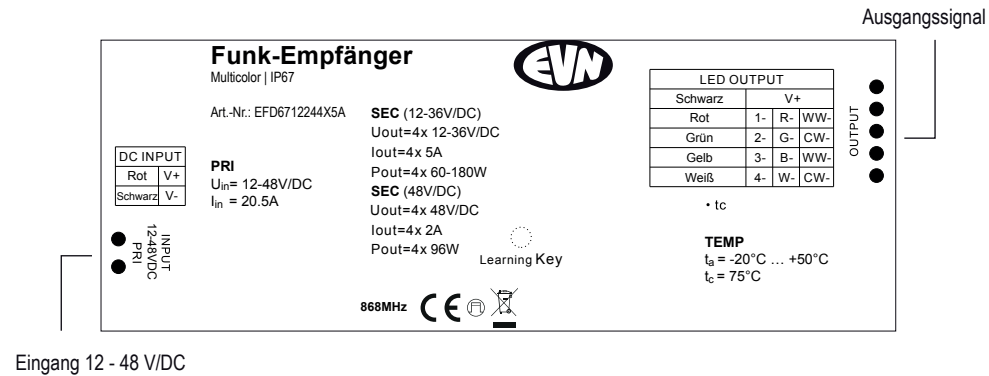 Ausgangssignal
Funk-Empfänger
Multicolor | IP67
EVN
Art.-Nr.: EFD6712244X5A
PRI
Uin= 12-48V/DC
Iin = 20.5A
SEC (12-36V/DC)
Uout=4x 12-36V/DC
Iout=4x 5A
Pout=4x 60-180W
SEC (48V/DC)
Uout=4x 48V/DC
Iout=4x 2A
Pout=4x 96W
Learning Key
LED OUTPUT
Schwarz V+
Rot 1- R- WW-
Grün 2- G- CW-
Gelb 3- B- WW-
Weiß 4- W- CW-
OUTPUT
• tc
TEMP
ta = -20°C … +50°C
tc = 75°C
DC INPUT
Rot V+
Schwarz V-
INPUT
12-48VDC
PRI
868MHz CE
Eingang 12 - 48 V/DC